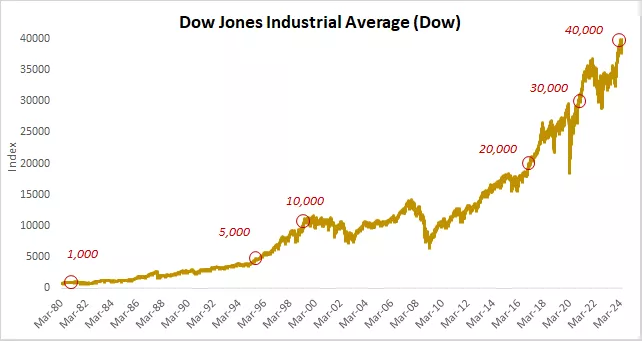 Dow Jones Industrial Average (Dow)
40000
35000
30000
25000
20000
15000
10000
5000
0
Index
1,000
5,000
10,000
20,000
30,000
40,000
Mar-80
Mar-82
Mar-84
Mar-86
Mar-88
Mar-90
Mar-92
Mar-94
Mar-96
Mar-98
Mar-00
Mar-02
Mar-04
Mar-06
Mar-08
Mar-10
Mar-12
Mar-14
Mar-16
Mar-18
Mar-20
Mar-22
Mar-24